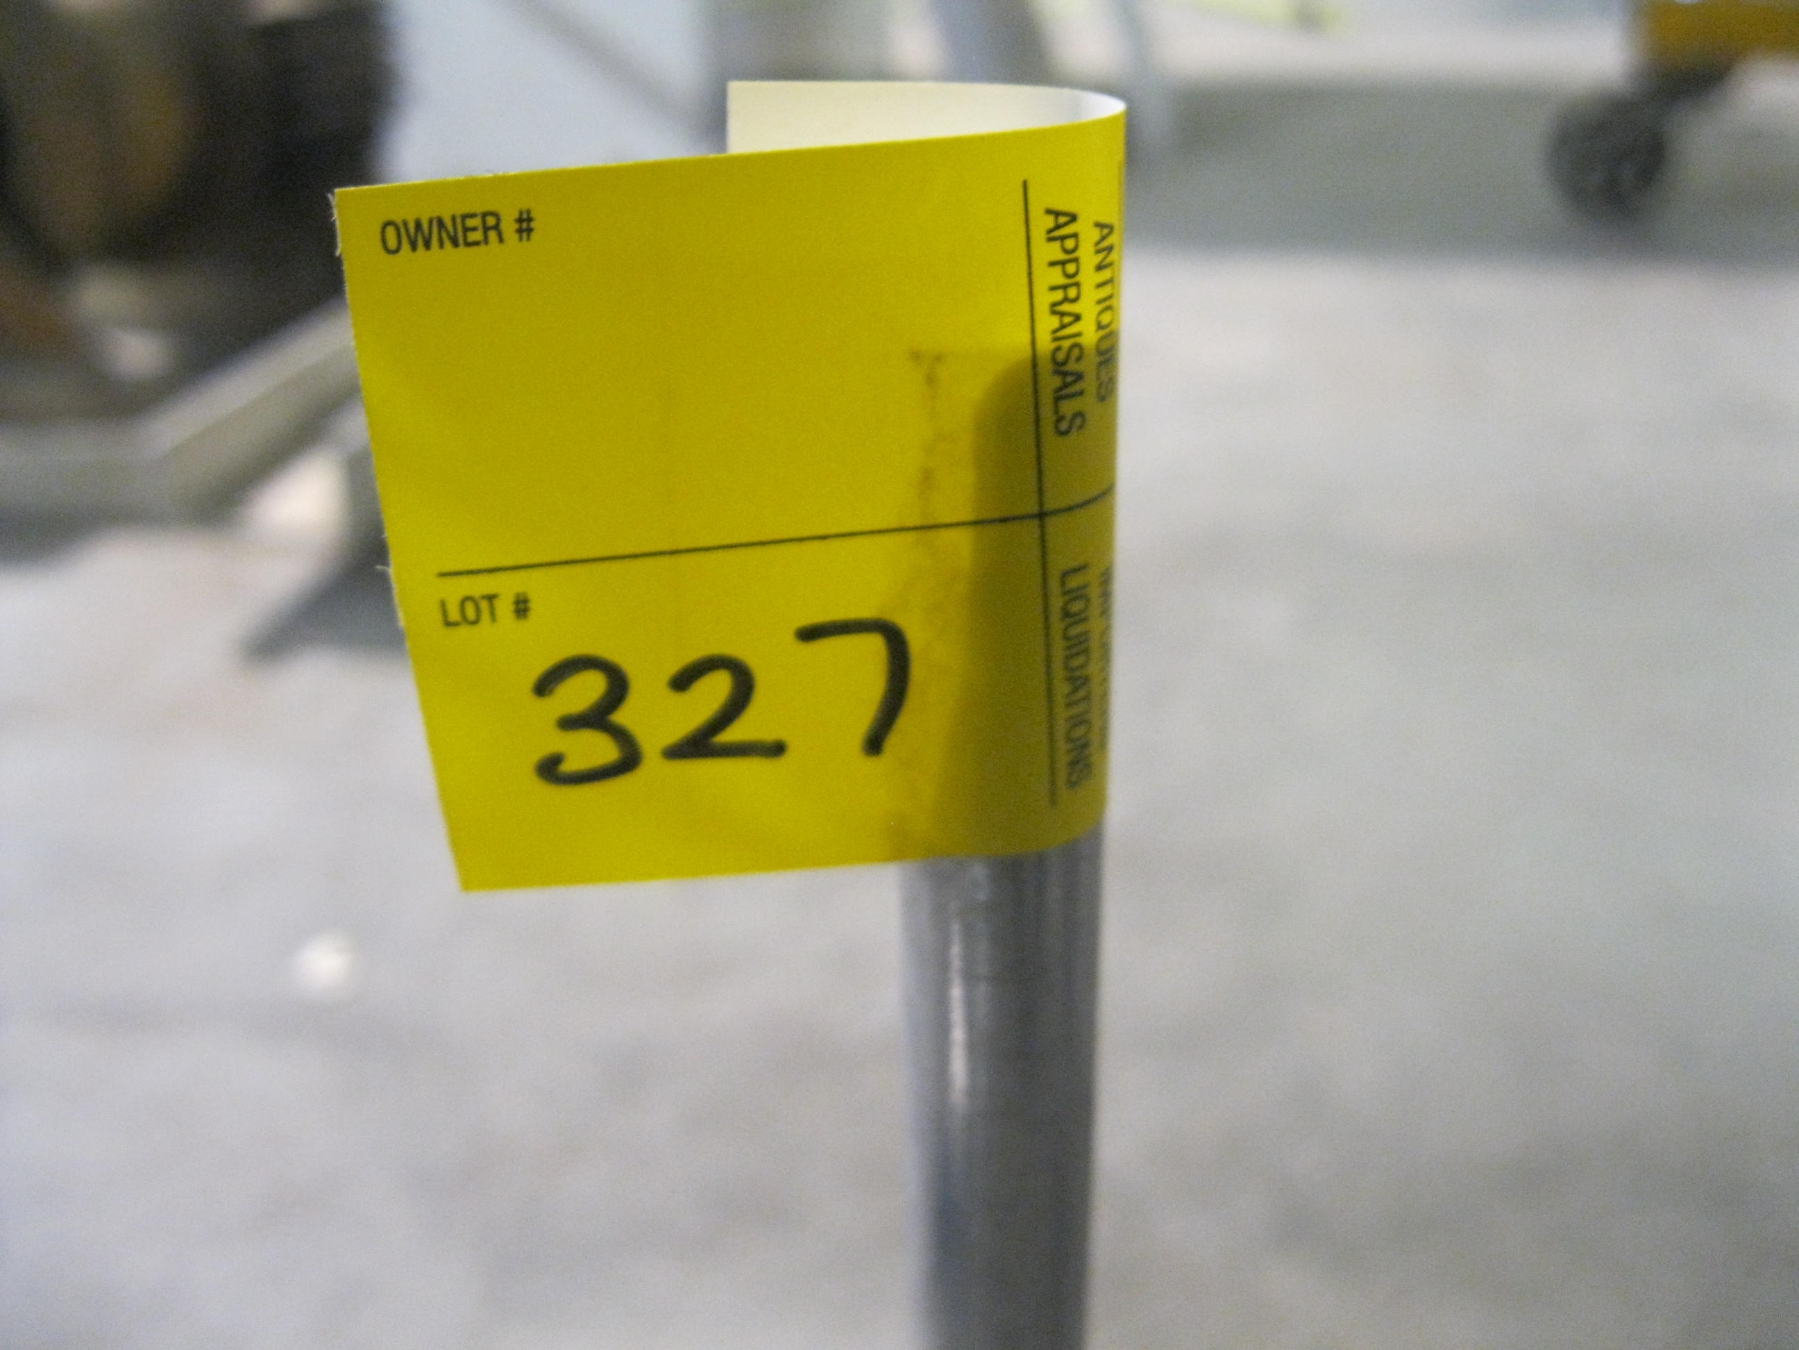 OWNER #
LOT #
327
ANTIQUES
APPRAISALS
LIQUIDATIONS